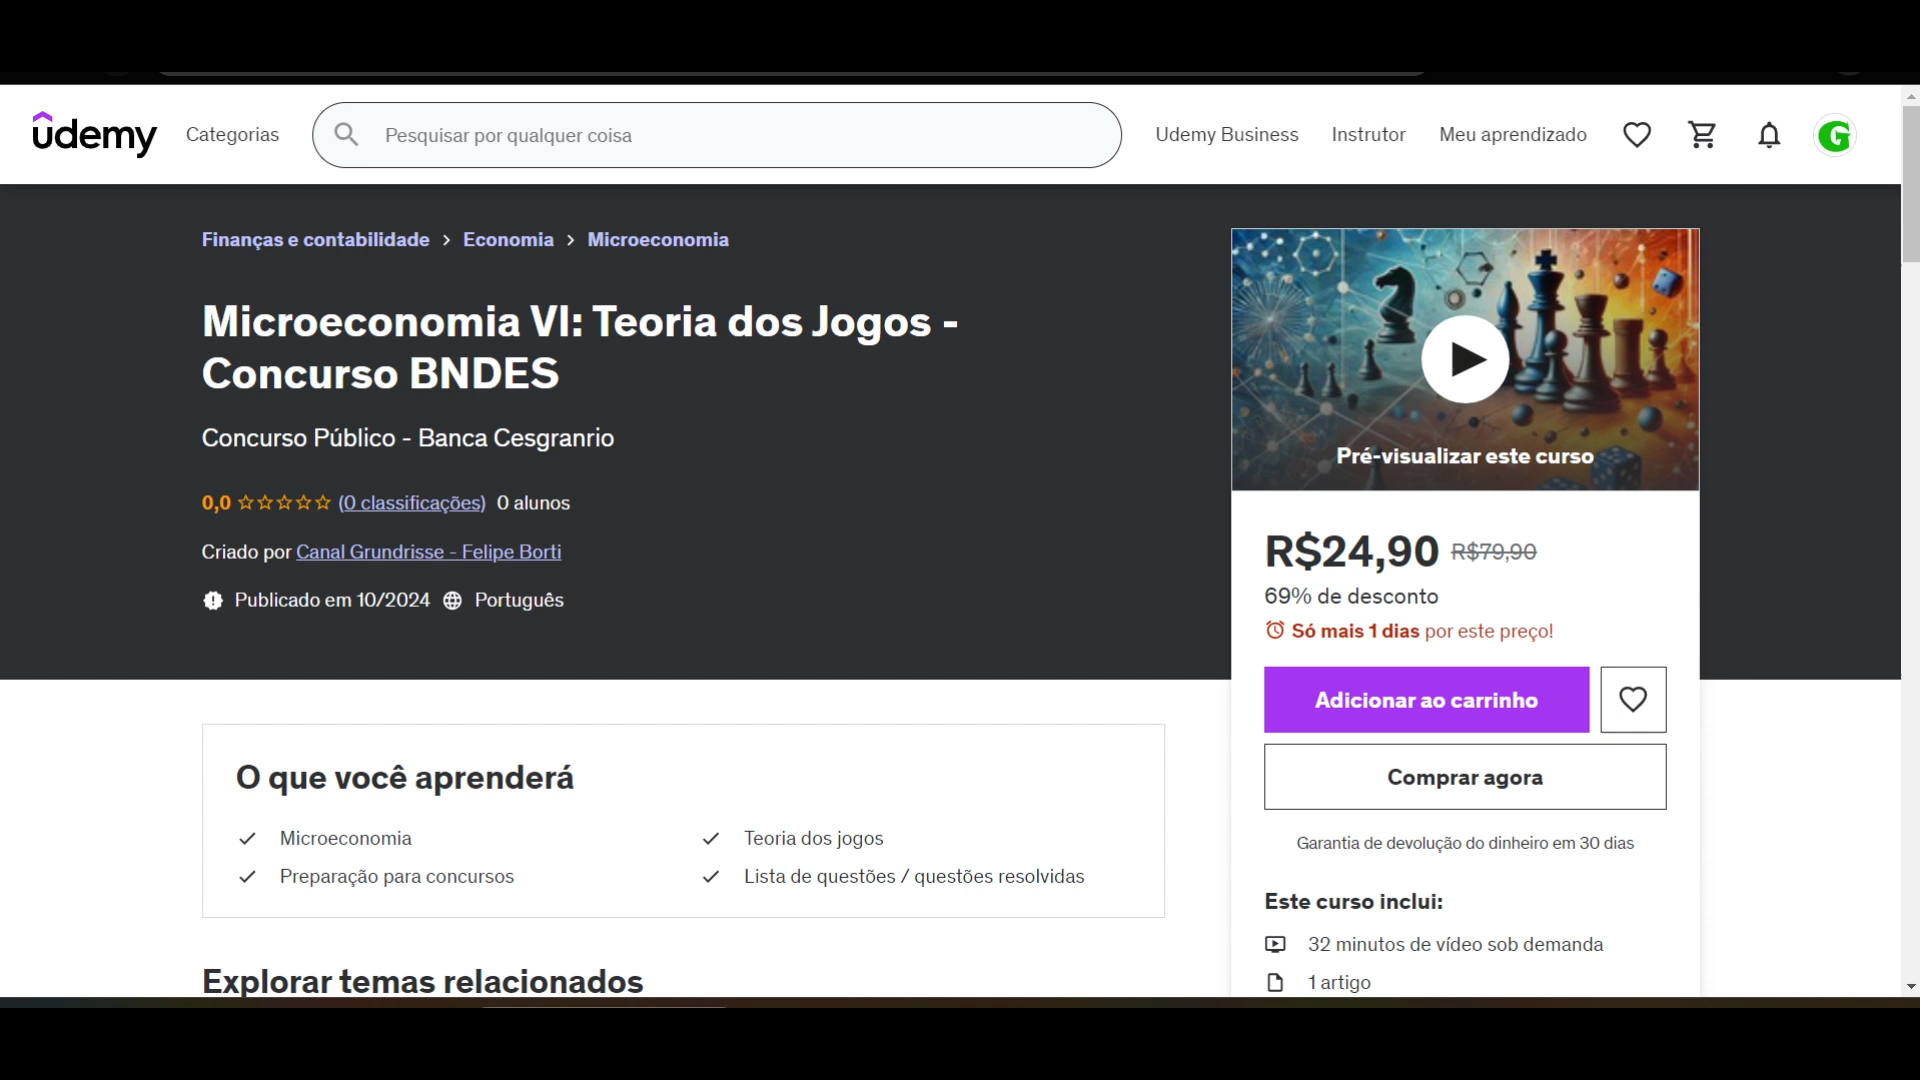 ûdemy
Categorias
Pesquisar por qualquer coisa
Udemy Business
Instrutor
Meu aprendizado
G
Finanças e contabilidade > Economia > Microeconomia
Microeconomia VI: Teoria dos Jogos -
Concurso BNDES
Concurso Público - Banca Cesgranrio
0,0 (0 classificações) 0 alunos
Criado por Canal Grundrisse - Felipe Borti
Publicado em 10/2024 Português
Pré-visualizar este curso
R$24,90 R$79,90
69% de desconto
Só mais 1 dias por este preço!
Adicionar ao carrinho
Comprar agora
Garantia de devolução do dinheiro em 30 dias
Este curso inclui:
32 minutos de vídeo sob demanda
1 artigo
O que você aprenderá
Microeconomia
Teoria dos jogos
Preparação para concursos
Lista de questões / questões resolvidas
Explorar temas relacionados